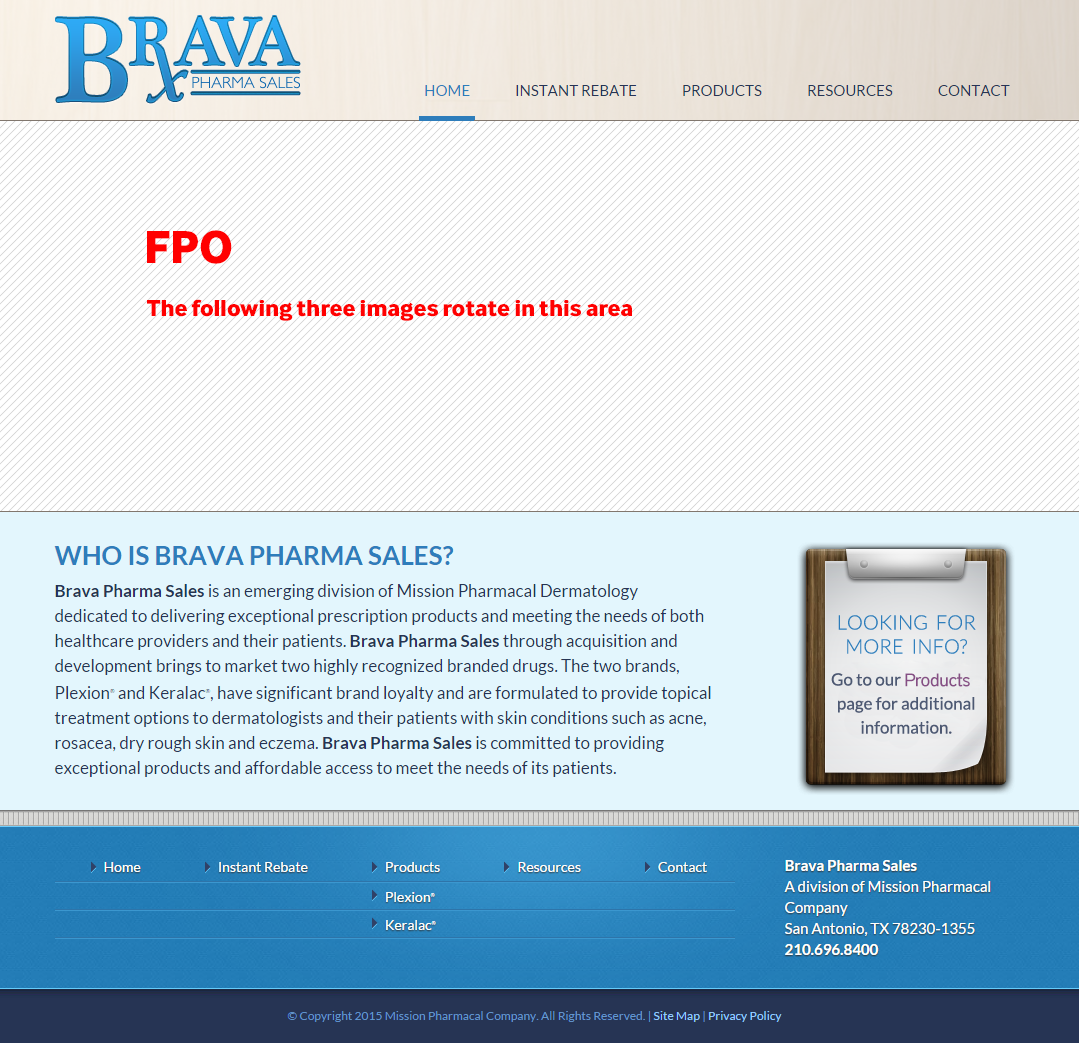 BRAVA
PHARMA SALES
HOME INSTANT REBATE PRODUCTS RESOURCES CONTACT
FPO
The following three images rotate in this area
WHO IS BRAVA PHARMA SALES?
Brava Pharma Sales is an emerging division of Mission Pharmacal Dermatology
dedicated to delivering exceptional prescription products and meeting the needs of both
healthcare providers and their patients. Brava Pharma Sales through acquisition and
development brings to market two highly recognized branded drugs. The two brands,
Plexion® and Keralac®, have significant brand loyalty and are formulated to provide topical
treatment options to dermatologists and their patients with skin conditions such as acne,
rosacea, dry rough skin and eczema. Brava Pharma Sales is committed to providing
exceptional products and affordable access to meet the needs of its patients.
LOOKING FOR
MORE INFO?
Go to our Products
page for additional
information.
Home Instant Rebate Products Resources Contact
Plexion®
Keralac®
Brava Pharma Sales
A division of Mission Pharmacal
Company
San Antonio, TX 78230-1355
210.696.8400
© Copyright 2015 Mission Pharmacal Company. All Rights Reserved. | Site Map | Privacy Policy